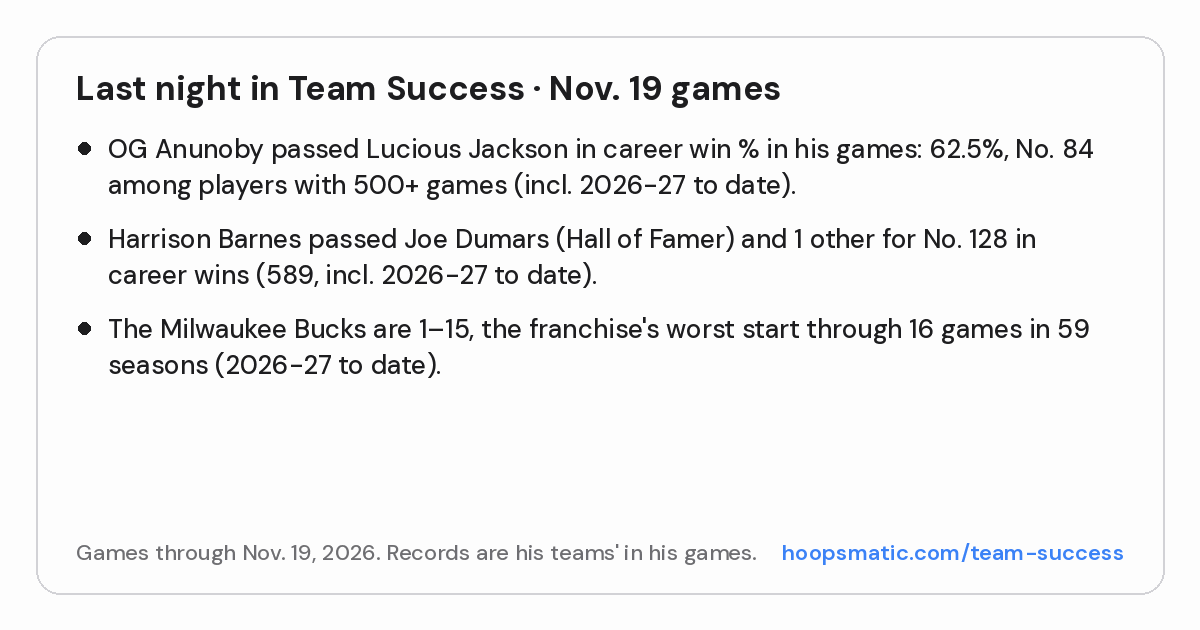 Last night in Team Success · Nov. 19 games
● OG Anunoby passed Lucious Jackson in career win % in his games: 62.5%, No. 84
among players with 500+ games (incl. 2026-27 to date).
● Harrison Barnes passed Joe Dumars (Hall of Famer) and 1 other for No. 128 in
career wins (589, incl. 2026-27 to date).
● The Milwaukee Bucks are 1–15, the franchise's worst start through 16 games in 59
seasons (2026-27 to date).
Games through Nov. 19, 2026. Records are his teams' in his games. hoopsmatic.com/team-success